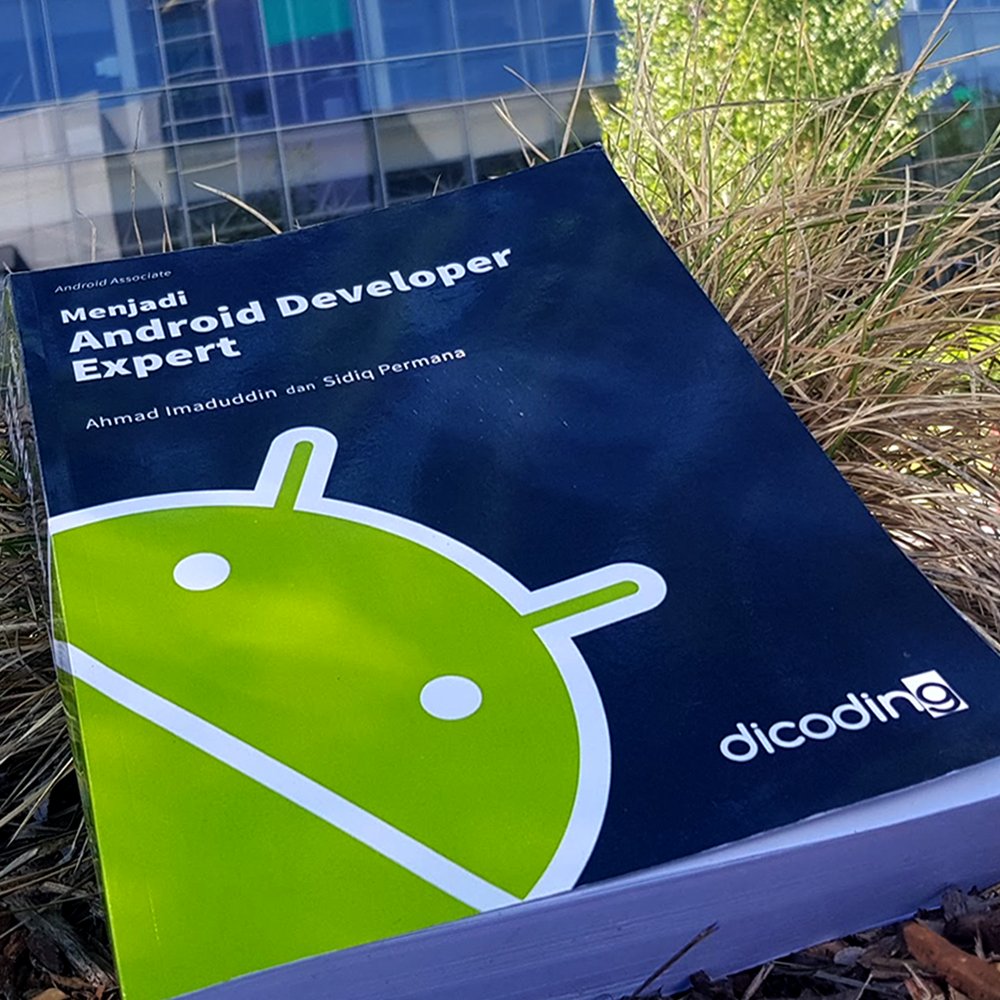 Android Associate
Menjadi
Android Developer
Expert
Ahmad Imaduddin dan Sidiq Permana
dicoding